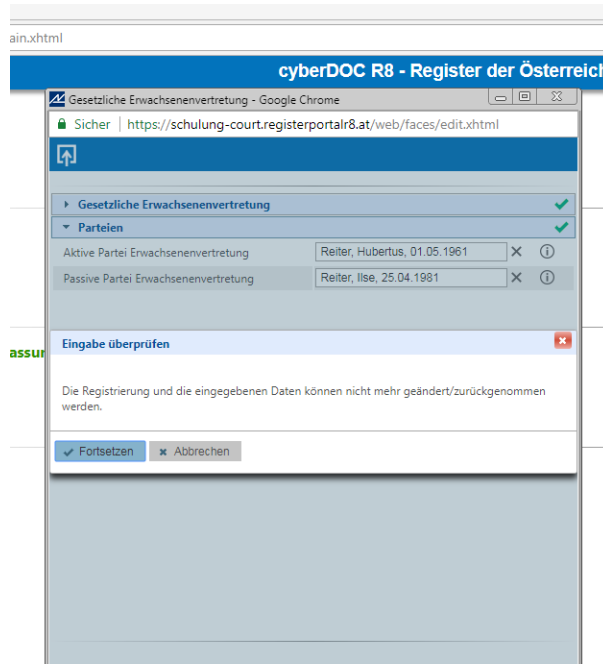 ain.xhtml
cyberDOC R8 - Register der Österreich
Gesetzliche Erwachsenenvertretung - Google Chrome
Sicher | https://schulung-court.registerportalr8.at/web/faces/edit.xhtml
Gesetzliche Erwachsenenvertretung
Parteien
Aktive Partei Erwachsenenvertretung Reiter, Hubertus, 01.05.1961
Passive Partei Erwachsenenvertretung Reiter, Ilse, 25.04.1981
Eingabe überprüfen
assur
Die Registrierung und die eingegebenen Daten können nicht mehr geändert/zurückgenommen
werden.
Fortsetzen Abbrechen